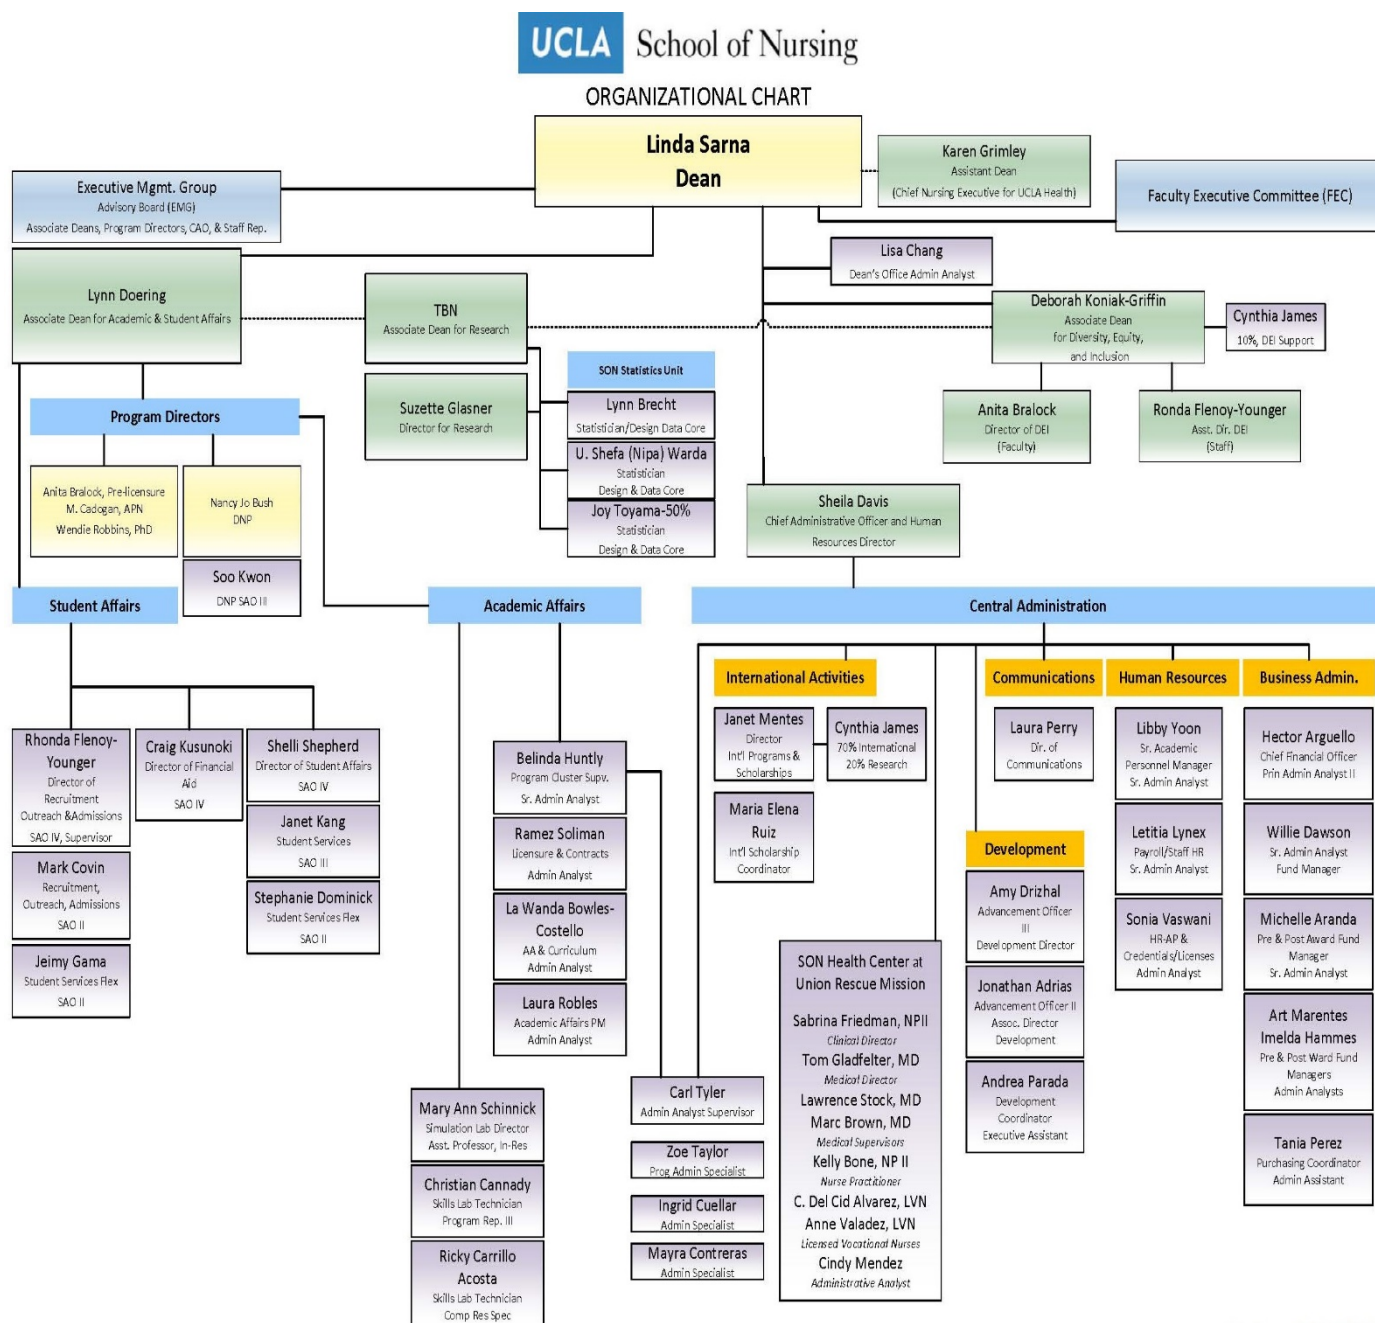 UCLA School of Nursing
ORGANIZATIONAL CHART
Linda Sarna
Dean
Karen Grimley
Assistant Dean
(Chief Nursing Executive for UCLA Health)
Executive Mgmt. Group
Advisory Board (EMG)
Associate Deans, Program Directors, CAO, & Staff Rep.
Faculty Executive Committee (FEC)
Lisa Chang
Dean's Office Admin Analyst
Lynn Doering
Associate Dean for Academic & Student Affairs
TBN
Associate Dean for Research
Deborah Koniak-Griffin
Associate Dean
for Diversity, Equity,
and Inclusion
Cynthia James
10%, DEI Support
SON Statistics Unit
Suzette Glasner
Director for Research
Lynn Brecht
Statistician/Design Data Core
U. Shefa (Nipa) Warda
Statistician
Design & Data Core
Joy Toyama-50%
Statistician
Design & Data Core
Anita Bralock
Director of DEI
(Faculty)
Ronda Flenoy-Younger
Asst. Dir. DEI
(Staff)
Program Directors
Anita Bralock, Pre-licensure
M. Cadogan, APN
Wendie Robbins, PhD
Nancy Jo Bush
DNP
Soo Kwon
DNP SAO III
Sheila Davis
Chief Administrative Officer and Human
Resources Director
Student Affairs
Academic Affairs
Central Administration
Rhonda Flenoy-
Younger
Director of
Recruitment
Outreach &Admissions
SAO IV, Supervisor
Mark Covin
Recruitment,
Outreach, Admissions
SAO II
Jeimy Gama
Student Services Flex
SAO II
Craig Kusunoki
Director of Financial
Aid
SAO IV
Shelli Shepherd
Director of Student Affairs
SAO IV
Janet Kang
Student Services
SAO III
Stephanie Dominick
Student Services Flex
SAO II
Belinda Huntly
Program Cluster Supv.
Sr. Admin Analyst
Ramez Soliman
Licensure & Contracts
Admin Analyst
La Wanda Bowles-
Costello
AA & Curriculum
Admin Analyst
Laura Robles
Academic Affairs PM
Admin Analyst
Mary Ann Schinnick
Simulation Lab Director
Asst. Professor, In-Res
Christian Cannady
Skills Lab Technician
Program Rep. III
Ricky Carrillo
Acosta
Skills Lab Technician
Comp Res Spec
Carl Tyler
Admin Analyst Supervisor
Zoe Taylor
Prog Admin Specialist
Ingrid Cuellar
Admin Specialist
Mayra Contreras
Admin Specialist
International Activities
Janet Mentes
Director
Int'l Programs &
Scholarships
Cynthia James
70% International
20% Research
Maria Elena
Ruiz
Int'l Scholarship
Coordinator
SON Health Center at
Union Rescue Mission
Sabrina Friedman, NPII
Clinical Director
Tom Gladfelter, MD
Medical Director
Lawrence Stock, MD
Marc Brown, MD
Medical Supervisors
Kelly Bone, NP II
Nurse Practitioner
C. Del Cid Alvarez, LVN
Anne Valadez, LVN
Licensed Vocational Nurses
Cindy Mendez
Administrative Analyst
Communications
Laura Perry
Dir. of
Communications
Development
Amy Drizhal
Advancement Officer
III
Development Director
Jonathan Adrias
Advancement Officer II
Assoc. Director
Development
Andrea Parada
Development
Coordinator
Executive Assistant
Human Resources
Libby Yoon
Sr. Academic
Personnel Manager
Sr. Admin Analyst
Letitia Lynex
Payroll/Staff HR
Sr. Admin Analyst
Sonia Vaswani
HR-AP &
Credentials/Licenses
Admin Analyst
Business Admin.
Hector Arguello
Chief Financial Officer
Prin Admin Analyst II
Willie Dawson
Sr. Admin Analyst
Fund Manager
Michelle Aranda
Pre & Post Award Fund
Manager
Sr. Admin Analyst
Art Marentes
Imelda Hammes
Pre & Post Ward Fund
Managers
Admin Analysts
Tania Perez
Purchasing Coordinator
Admin Assistant